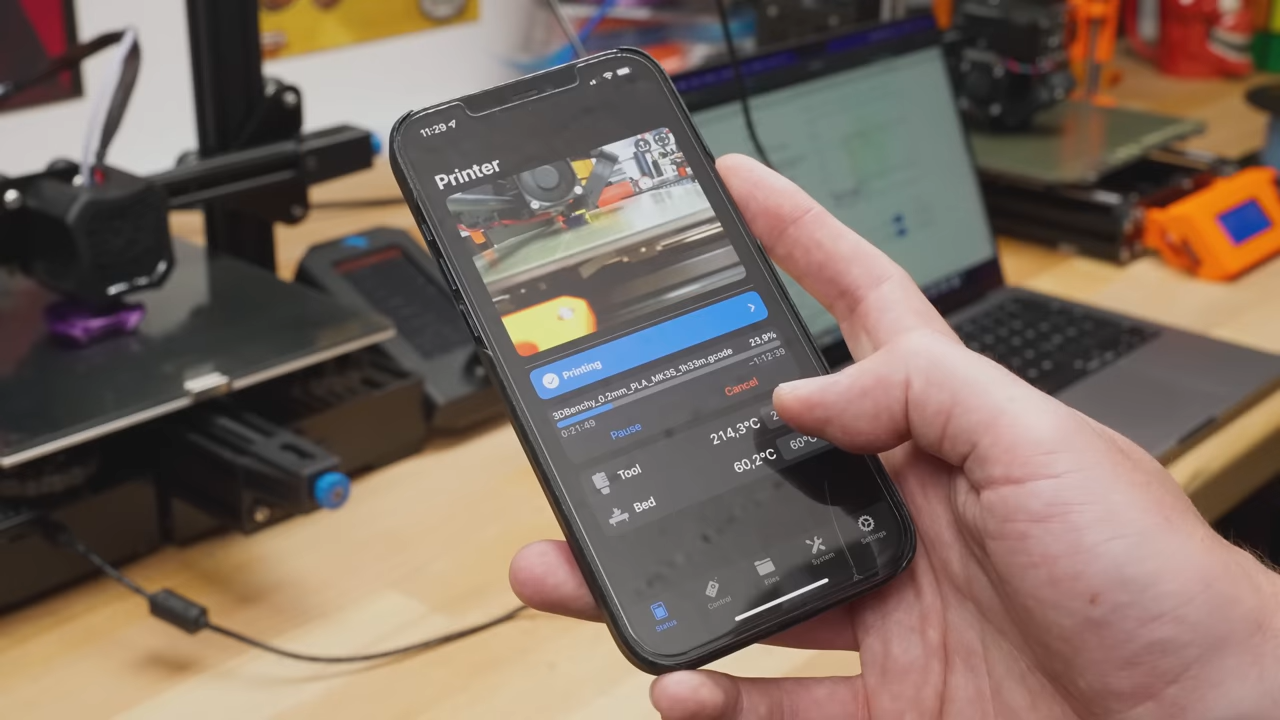 11:29
Printer
Printing
3DBenchy_0.2mm_PLA_MK3S_1h33m.gcode 23,9%
0:21:49 −1:12:39
Pause Cancel
Tool 214,3°C
Bed 60,2°C 60°C
Status Control Files System Settings